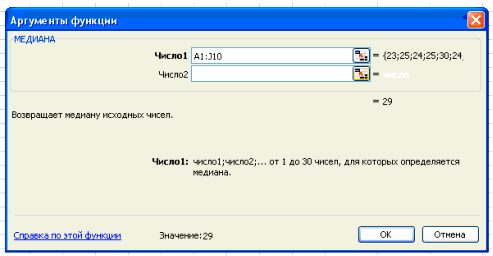 Аргументы функции
МЕДИАНА
Число1 A1:J10 = {23;25;24;25;30;24
Число2 = число
= 29
Возвращает медиану исходных чисел.
Число1: число1;число2;... от 1 до 30 чисел, для которых определяется
медиана.
Справка по этой функции Значение:29 ОК Отмена